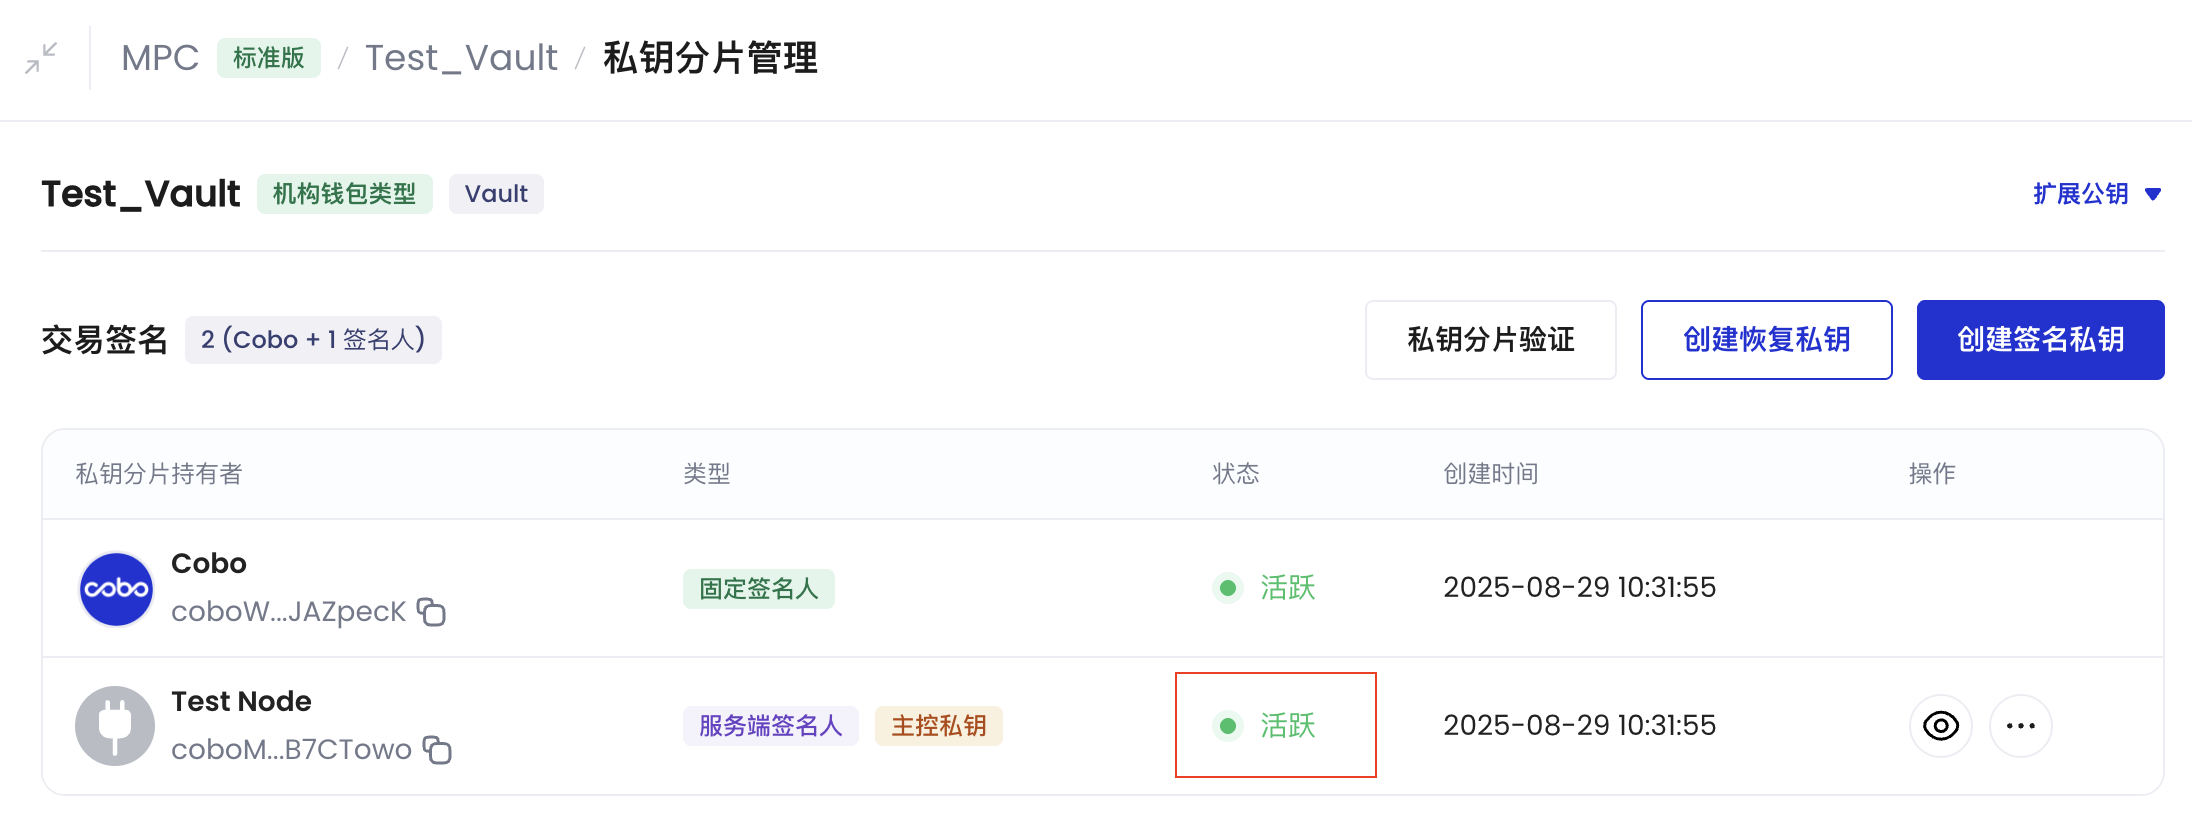 MPC 标准版 / Test_Vault / 私钥分片管理
Test_Vault 机构钱包类型 Vault 扩展公钥
交易签名 2 (Cobo + 1 签名人) 私钥分片验证 创建恢复私钥 创建签名私钥
私钥分片持有者 类型 状态 创建时间 操作
cobo Cobo
coboW...JAZpecK 固定签名人 活跃 2025-08-29 10:31:55
Test Node
coboM...B7CTowo 服务端签名人 主控私钥 活跃 2025-08-29 10:31:55